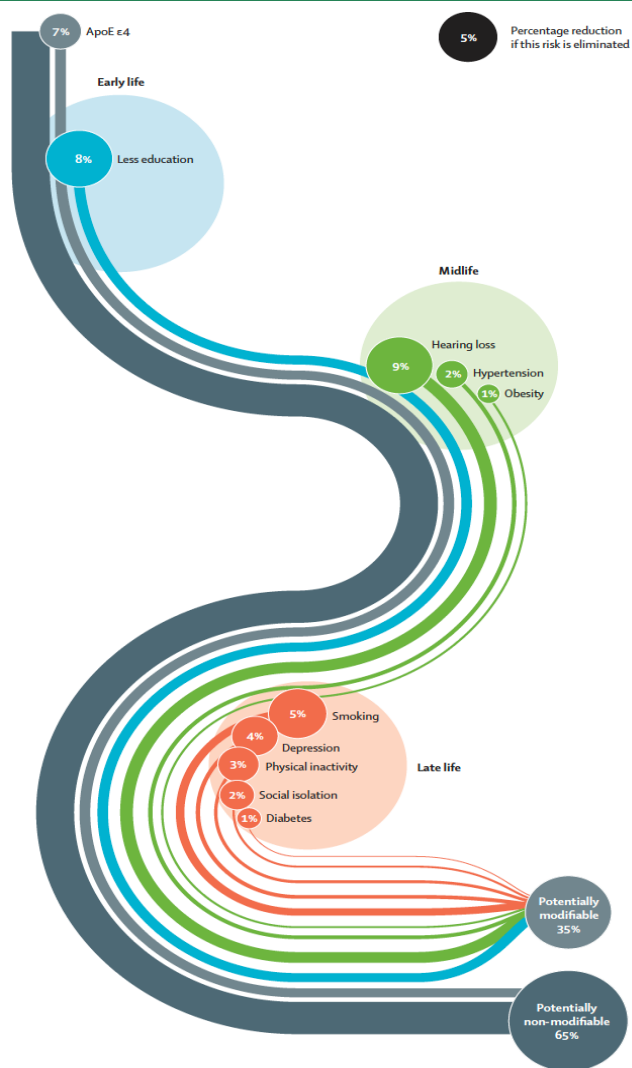 7%
ApoE ε4
5%
Percentage reduction
if this risk is eliminated
Early life
8%
Less education
Midlife
Hearing loss
9%
2%
Hypertension
1%
Obesity
5%
Smoking
4%
Depression
3%
Physical inactivity
Late life
2%
Social isolation
1%
Diabetes
Potentially
modifiable
35%
Potentially
non-modifiable
65%